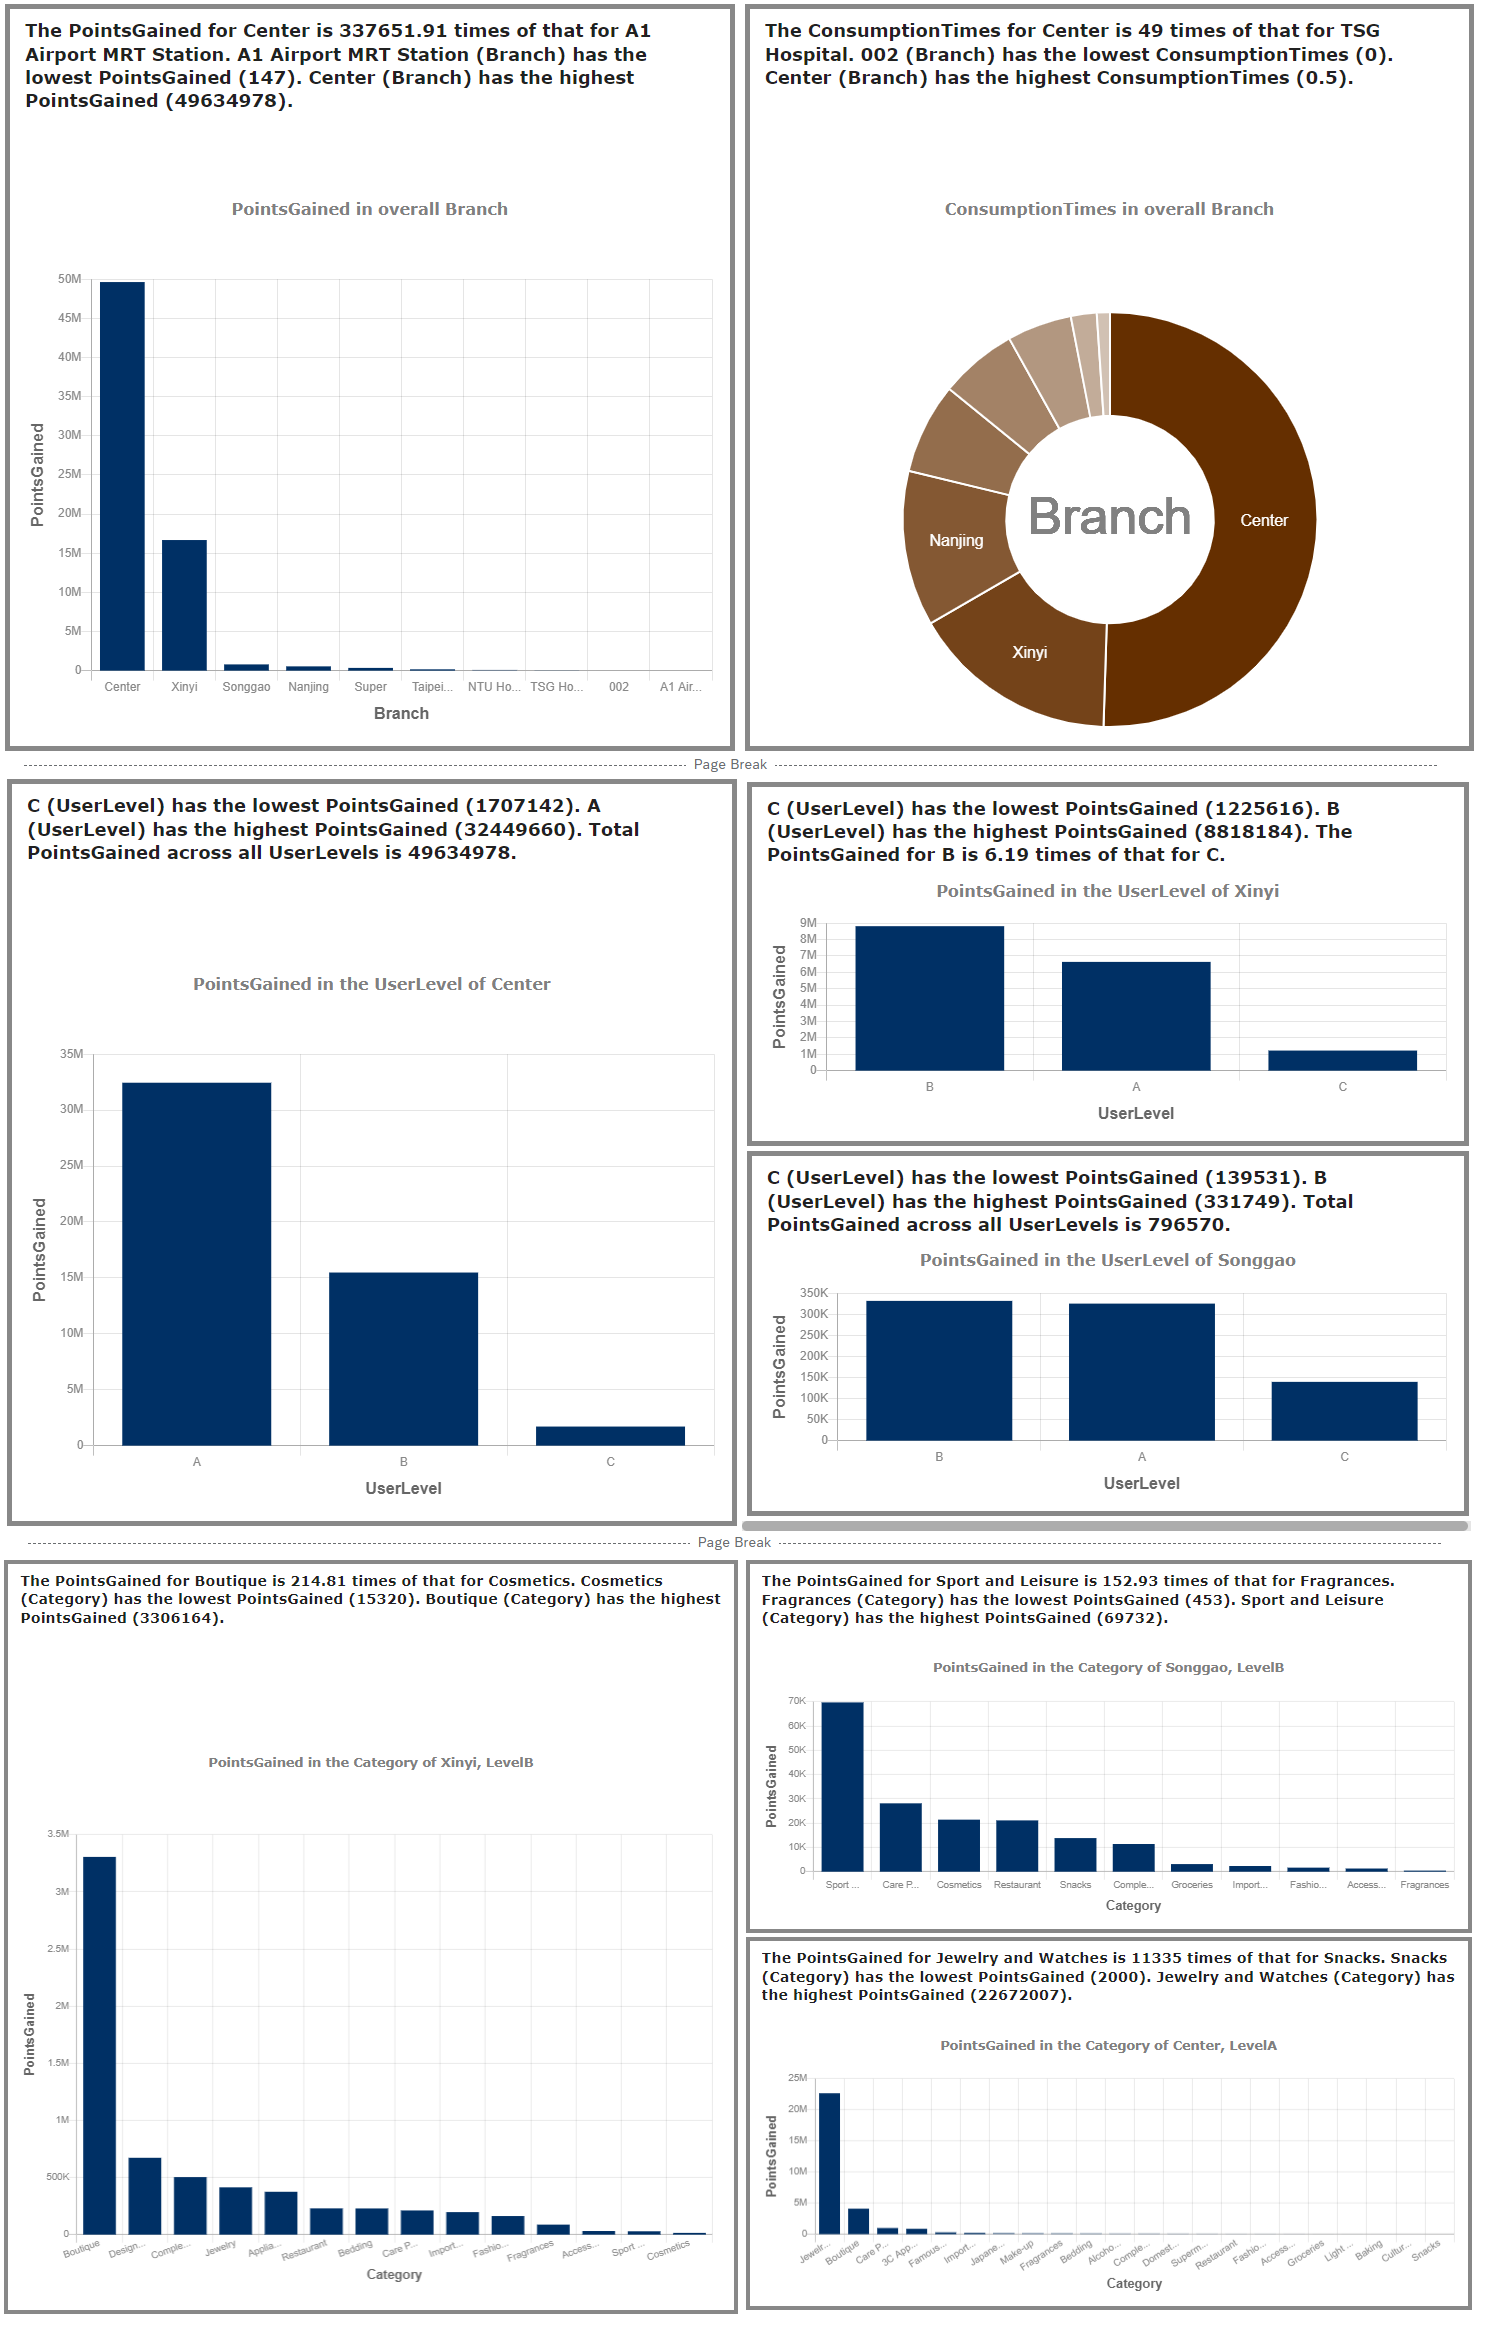 The PointsGained for Center is 337651.91 times of that for A1
Airport MRT Station. A1 Airport MRT Station (Branch) has the
lowest PointsGained (147). Center (Branch) has the highest
PointsGained (49634978).
PointsGained in overall Branch
50M
45M
40M
35M
30M
25M
20M
15M
10M
5M
0
PointsGained
Center Xinyi Songgao Nanjing Super Taipei... NTU Ho... TSG Ho... 002 A1 Air...
Branch
The ConsumptionTimes for Center is 49 times of that for TSG
Hospital. 002 (Branch) has the lowest ConsumptionTimes (0).
Center (Branch) has the highest ConsumptionTimes (0.5).
ConsumptionTimes in overall Branch
Branch
Center
Nanjing
Xinyi
Page Break
C (UserLevel) has the lowest PointsGained (1707142). A
(UserLevel) has the highest PointsGained (32449660). Total
PointsGained across all UserLevels is 49634978.
PointsGained in the UserLevel of Center
35M
30M
25M
20M
15M
10M
5M
0
PointsGained
A B C
UserLevel
C (UserLevel) has the lowest PointsGained (1225616). B
(UserLevel) has the highest PointsGained (8818184). The
PointsGained for B is 6.19 times of that for C.
PointsGained in the UserLevel of Xinyi
9M
8M
7M
6M
5M
4M
3M
2M
1M
0
PointsGained
B A C
UserLevel
C (UserLevel) has the lowest PointsGained (139531). B
(UserLevel) has the highest PointsGained (331749). Total
PointsGained across all UserLevels is 796570.
PointsGained in the UserLevel of Songgao
350K
300K
250K
200K
150K
100K
50K
0
PointsGained
B A C
UserLevel
Page Break
The PointsGained for Boutique is 214.81 times of that for Cosmetics. Cosmetics
(Category) has the lowest PointsGained (15320). Boutique (Category) has the highest
PointsGained (3306164).
PointsGained in the Category of Xinyi, LevelB
3.5M
3M
2.5M
2M
1.5M
1M
500K
0
PointsGained
Boutique Design... Comple... Jewelry Applia... Restaurant Bedding Care P... Import... Fashio... Fragrances Access... Sport ... Cosmetics
Category
The PointsGained for Sport and Leisure is 152.93 times of that for Fragrances.
Fragrances (Category) has the lowest PointsGained (453). Sport and Leisure
(Category) has the highest PointsGained (69732).
PointsGained in the Category of Songgao, LevelB
70K
60K
50K
40K
30K
20K
10K
0
PointsGained
Sport ... Care P... Cosmetics Restaurant Snacks Comple... Groceries Import... Fashio... Access... Fragrances
Category
The PointsGained for Jewelry and Watches is 11335 times of that for Snacks. Snacks
(Category) has the lowest PointsGained (2000). Jewelry and Watches (Category) has
the highest PointsGained (22672007).
PointsGained in the Category of Center, LevelA
25M
20M
15M
10M
5M
0
PointsGained
Jewelr... Boutique Care P... 3C App... Famous... Import... Japane... Make-up Fragrances Bedding Alcoho... Comple... Domest... Superm... Restaurant Fashio... Access... Groceries Light ... Baking Cultur... Snacks
Category